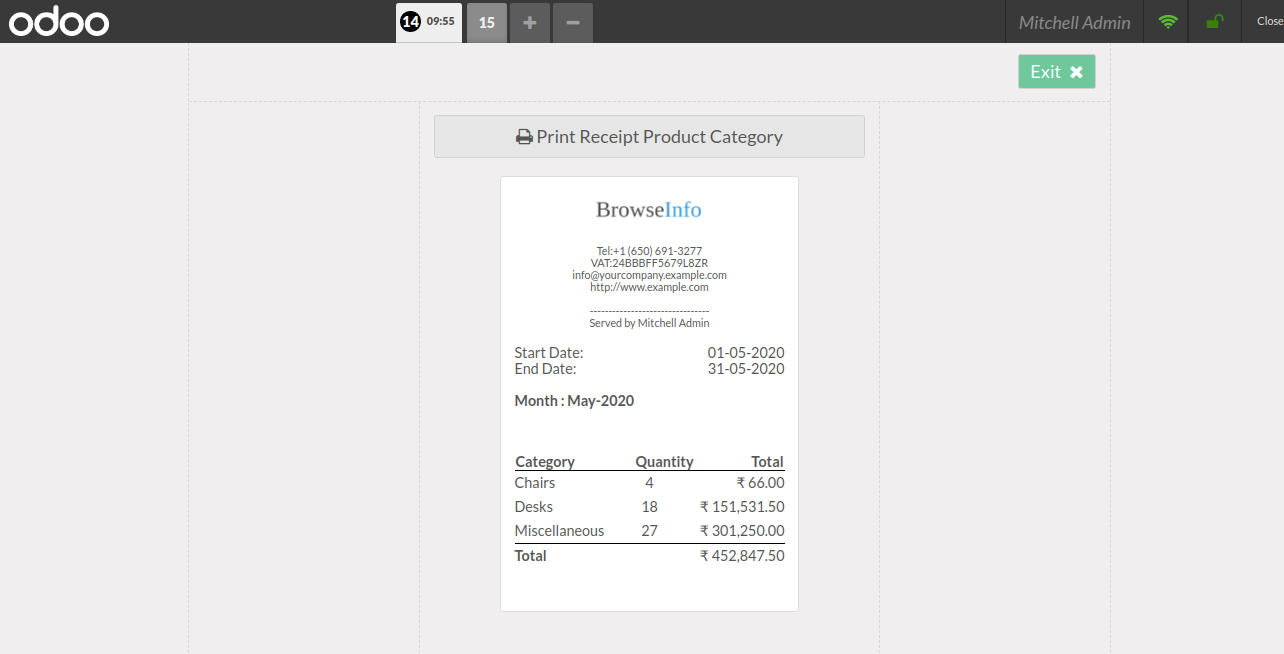 odoo
14 09:55 15
Mitchell Admin
Close
Exit
Print Receipt Product Category
BrowseInfo
Tel:+1 (650) 691-3277
VAT:24BBBFF5679L8ZR
info@yourcompany.example.com
http://www.example.com
--------------------------------
Served by Mitchell Admin
Start Date: 01-05-2020
End Date: 31-05-2020
Month : May-2020
Category Quantity Total
Chairs 4 ₹ 66.00
Desks 18 ₹ 151,531.50
Miscellaneous 27 ₹ 301,250.00
Total ₹ 452,847.50